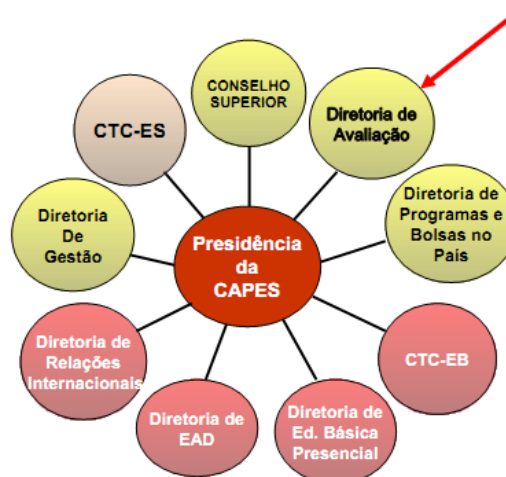 CONSELHO
SUPERIOR
Diretoria de
Avaliação
CTC-ES
Diretoria de
Programas e
Bolsas no
País
Diretoria
De
Gestão
Presidência
da
CAPES
Diretoria de
Relações
Internacionais
CTC-EB
Diretoria de
EAD
Diretoria de
Ed. Básica
Presencial